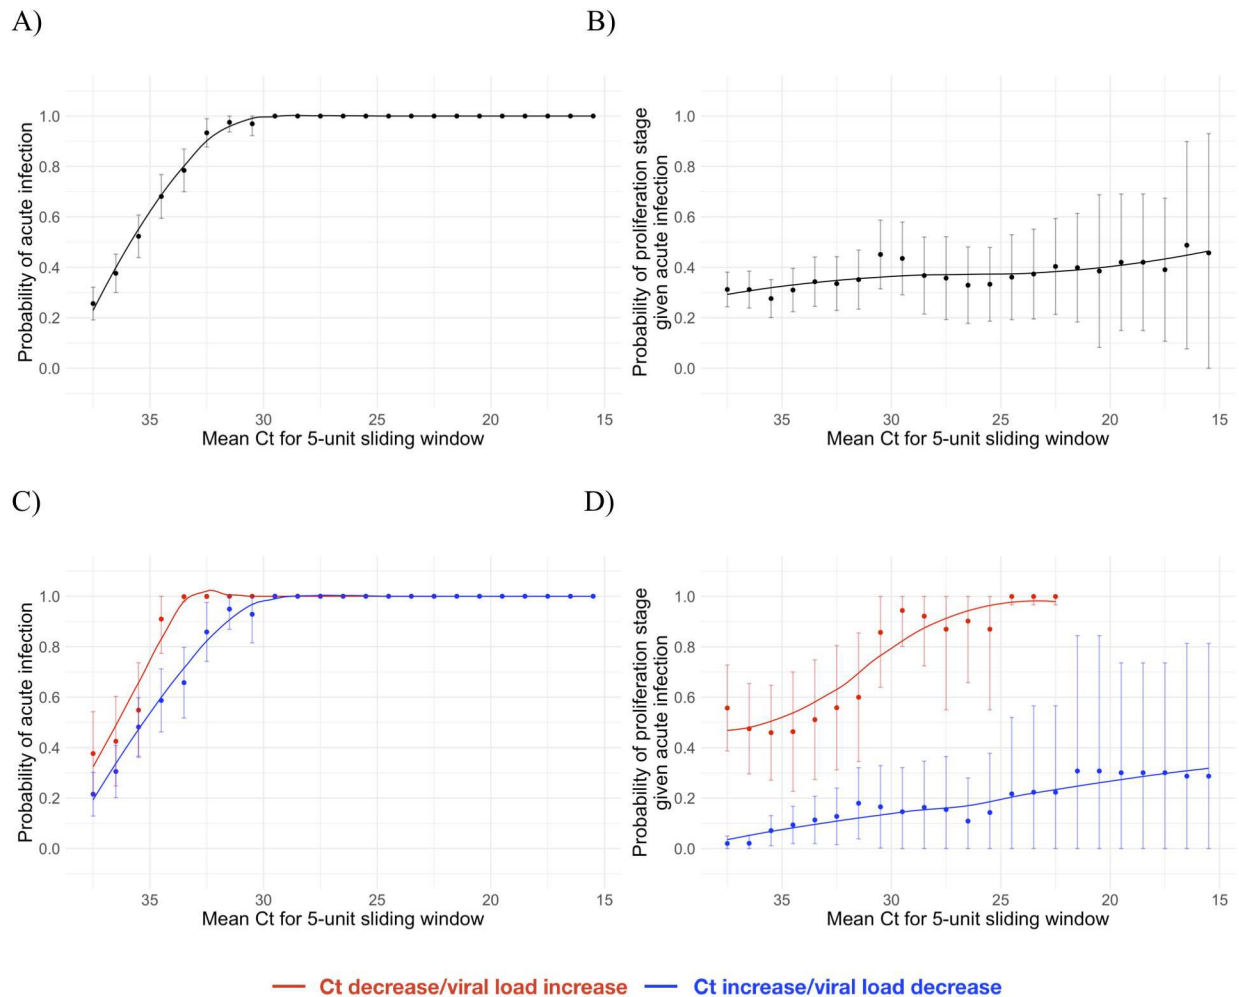 A)
B)
Probability of acute infection
1.0
0.8
0.6
0.4
0.2
0.0
35
30
25
20
15
Mean Ct for 5-unit sliding window
Probability of proliferation stage
given acute infection
1.0
0.8
0.6
0.4
0.2
0.0
35
30
25
20
15
Mean Ct for 5-unit sliding window
C)
D)
Probability of acute infection
1.0
0.8
0.6
0.4
0.2
0.0
35
30
25
20
15
Mean Ct for 5-unit sliding window
Probability of proliferation stage
given acute infection
1.0
0.8
0.6
0.4
0.2
0.0
35
30
25
20
15
Mean Ct for 5-unit sliding window
Ct decrease/viral load increase
Ct increase/viral load decrease